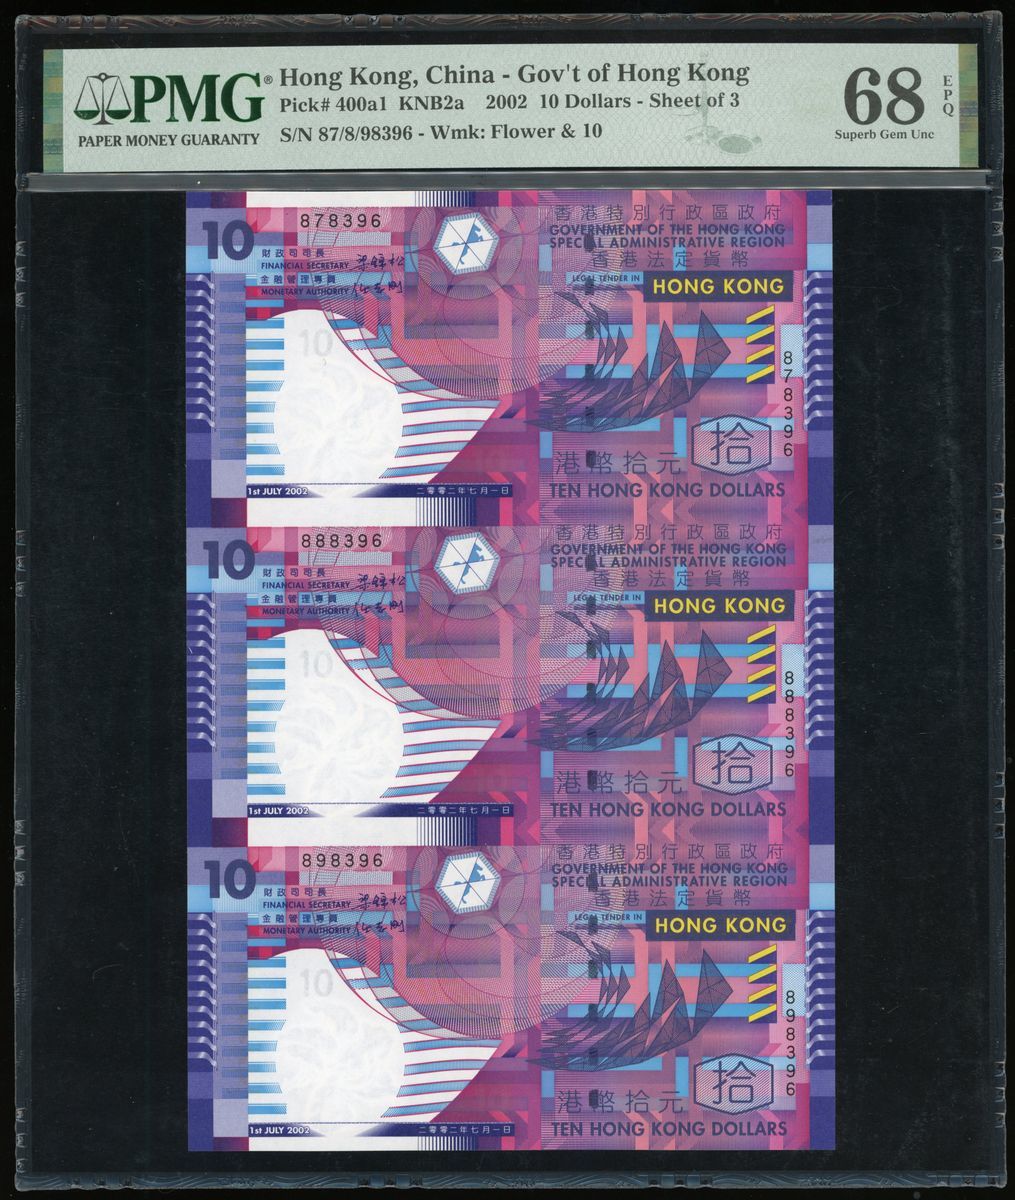 PMG®
PAPER MONEY GUARANTY
Hong Kong, China - Gov't of Hong Kong
Pick# 400a1 KNB2a 2002 10 Dollars - Sheet of 3
S/N 87/8/98396 - Wmk: Flower & 10
68
EPQ
Superb Gem Unc
10
878396
香港特別行政區政府
GOVERNMENT OF THE HONG KONG
SPECIAL ADMINISTRATIVE REGION
香港法定貨幣
財政司司長
FINANCIAL SECRETARY
金融管理專員
MONETARY AUTHORITY
LEGAL TENDER IN
HONG KONG
10
878396
拾
港幣拾元
TEN HONG KONG DOLLARS
1st JULY 2002
二零零二年七月一日
10
888396
香港特別行政區政府
GOVERNMENT OF THE HONG KONG
SPECIAL ADMINISTRATIVE REGION
香港法定貨幣
財政司司長
FINANCIAL SECRETARY
金融管理專員
MONETARY AUTHORITY
LEGAL TENDER IN
HONG KONG
10
888396
拾
港幣拾元
TEN HONG KONG DOLLARS
1st JULY 2002
二零零二年七月一日
10
898396
香港特別行政區政府
GOVERNMENT OF THE HONG KONG
SPECIAL ADMINISTRATIVE REGION
香港法定貨幣
財政司司長
FINANCIAL SECRETARY
金融管理專員
MONETARY AUTHORITY
LEGAL TENDER IN
HONG KONG
10
898396
拾
港幣拾元
TEN HONG KONG DOLLARS
1st JULY 2002
二零零二年七月一日